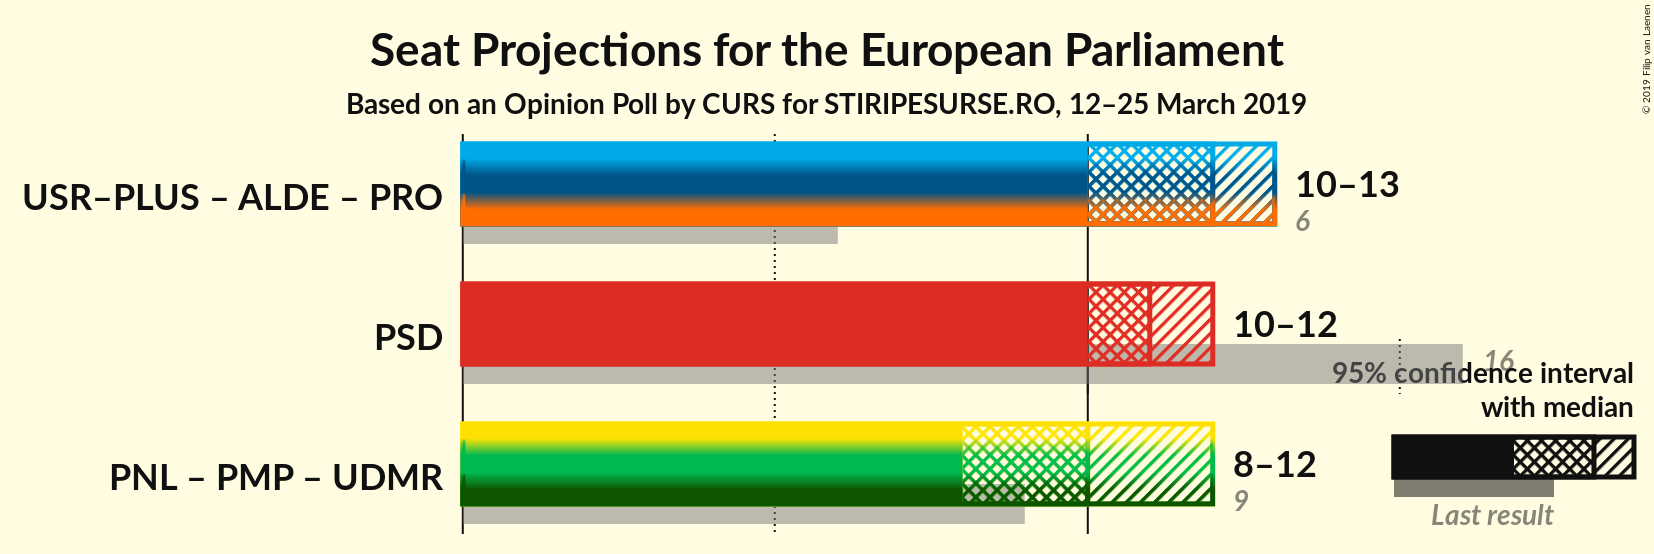 Seat Projections for the European Parliament
Based on an Opinion Poll by CURS for STIRIPESURSE.RO, 12–25 March 2019
© 2019 Filip van Laenen
USR–PLUS – ALDE – PRO
10–13
6
PSD
10–12
16
95% confidence interval
with median
PNL – PMP – UDMR
8–12
9
Last result